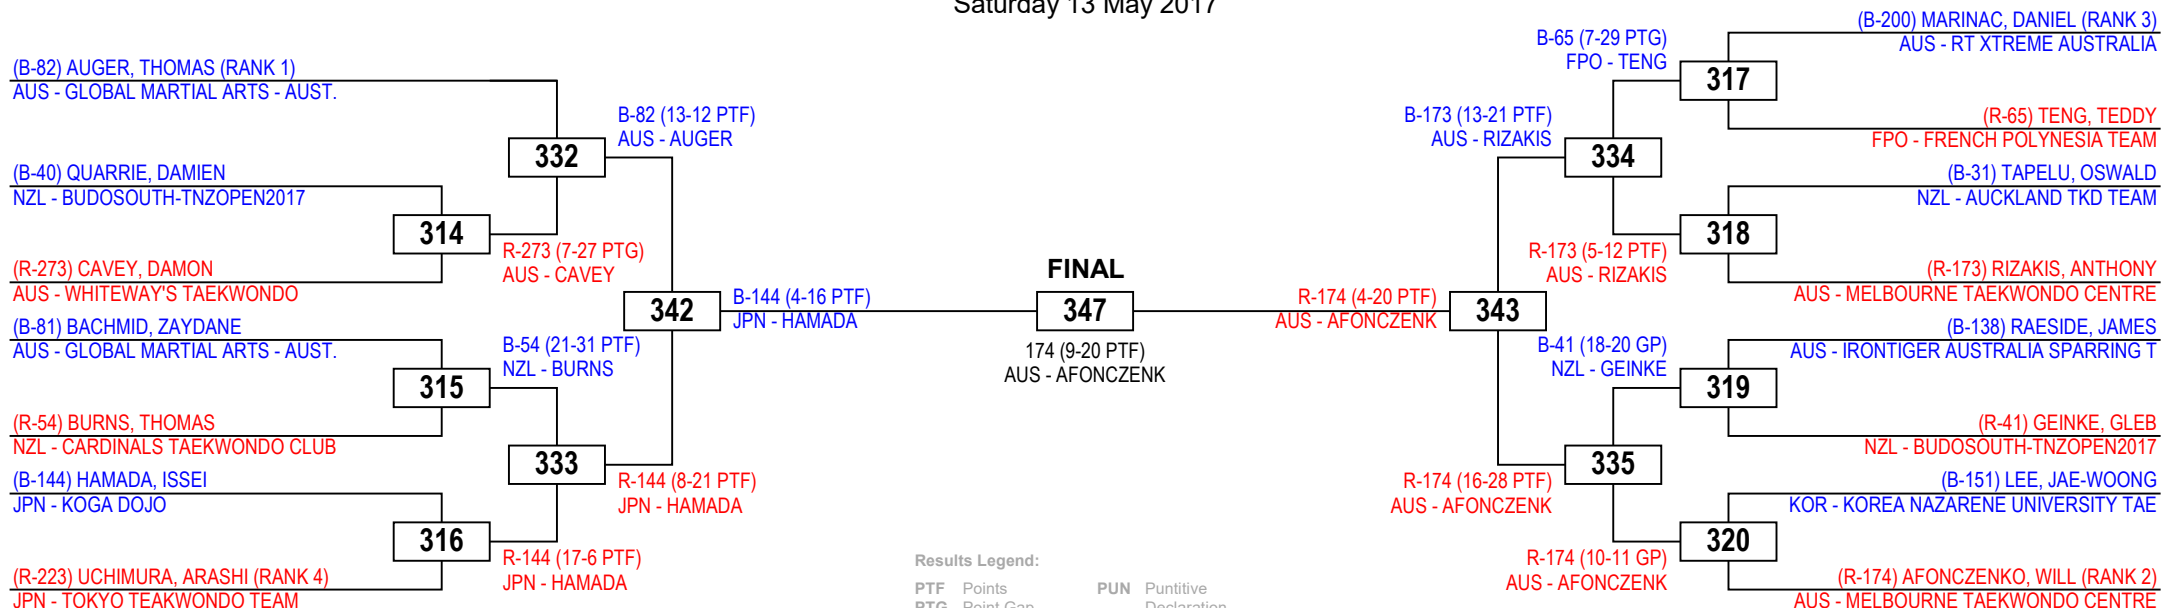 Saturday 13 May 2017
(B-82) AUGER, THOMAS (RANK 1)
AUS - GLOBAL MARTIAL ARTS - AUST.
(B-40) QUARRIE, DAMIEN
NZL - BUDOSOUTH-TNZOPEN2017
(R-273) CAVEY, DAMON
AUS - WHITEWAY'S TAEKWONDO
(B-81) BACHMID, ZAYDANE
AUS - GLOBAL MARTIAL ARTS - AUST.
(R-54) BURNS, THOMAS
NZL - CARDINALS TAEKWONDO CLUB
(B-144) HAMADA, ISSEI
JPN - KOGA DOJO
(R-223) UCHIMURA, ARASHI (RANK 4)
JPN - TOKYO TEAKWONDO TEAM
314
315
316
332
R-273 (7-27 PTG)
AUS - CAVEY
B-54 (21-31 PTF)
NZL - BURNS
333
R-144 (17-6 PTF)
JPN - HAMADA
B-82 (13-12 PTF)
AUS - AUGER
342
R-144 (8-21 PTF)
JPN - HAMADA
B-144 (4-16 PTF)
JPN - HAMADA
FINAL
347
174 (9-20 PTF)
AUS - AFONCZENK
R-174 (4-20 PTF)
AUS - AFONCZENK
343
B-173 (13-21 PTF)
AUS - RIZAKIS
R-174 (16-28 PTF)
AUS - AFONCZENK
B-65 (7-29 PTG)
FPO - TENG
334
R-173 (5-12 PTF)
AUS - RIZAKIS
B-41 (18-20 GP)
NZL - GEINKE
335
R-174 (10-11 GP)
AUS - AFONCZENK
317
318
319
320
(B-200) MARINAC, DANIEL (RANK 3)
AUS - RT XTREME AUSTRALIA
(R-65) TENG, TEDDY
FPO - FRENCH POLYNESIA TEAM
(B-31) TAPELU, OSWALD
NZL - AUCKLAND TKD TEAM
(R-173) RIZAKIS, ANTHONY
AUS - MELBOURNE TAEKWONDO CENTRE
(B-138) RAESIDE, JAMES
AUS - IRONTIGER AUSTRALIA SPARRING T
(R-41) GEINKE, GLEB
NZL - BUDOSOUTH-TNZOPEN2017
(B-151) LEE, JAE-WOONG
KOR - KOREA NAZARENE UNIVERSITY TAE
(R-174) AFONCZENKO, WILL (RANK 2)
AUS - MELBOURNE TAEKWONDO CENTRE
Results Legend:
PTF Points PUN Puntitive
PTG Point Gap Declaration